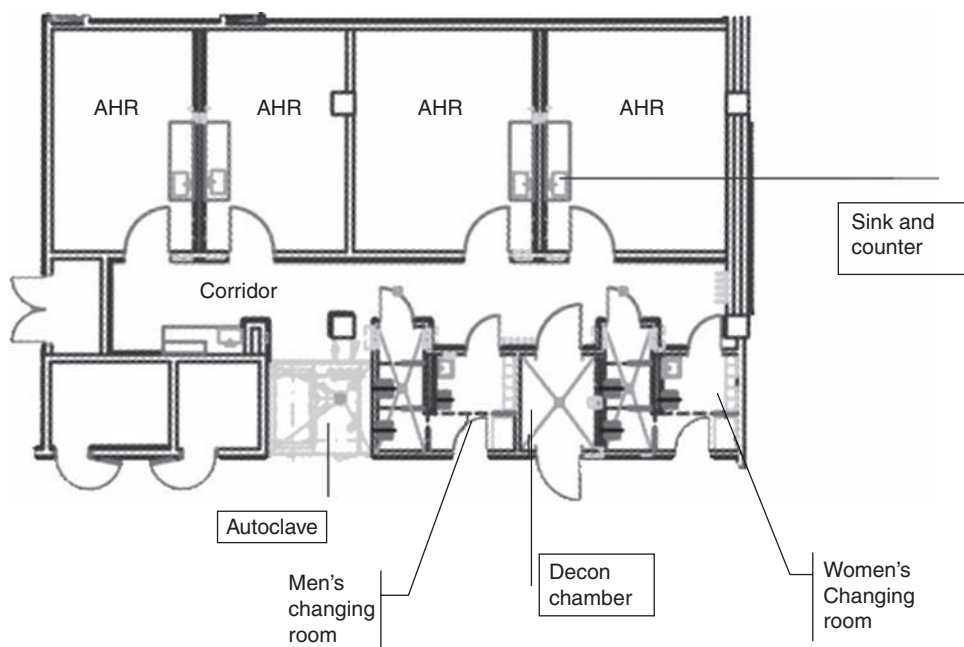 AHR
AHR
AHR
AHR
Sink and
counter
Corridor
Autoclave
Men’s
changing
room
Decon
chamber
Women’s
Changing
room